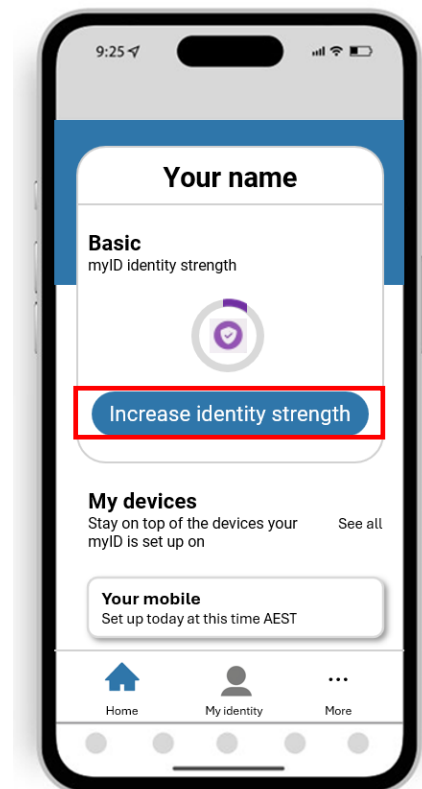 9:25
Your name
Basic
myID identity strength
Increase identity strength
My devices
Stay on top of the devices your
myID is set up on
See all
Your mobile
Set up today at this time AEST
Home
My identity
More